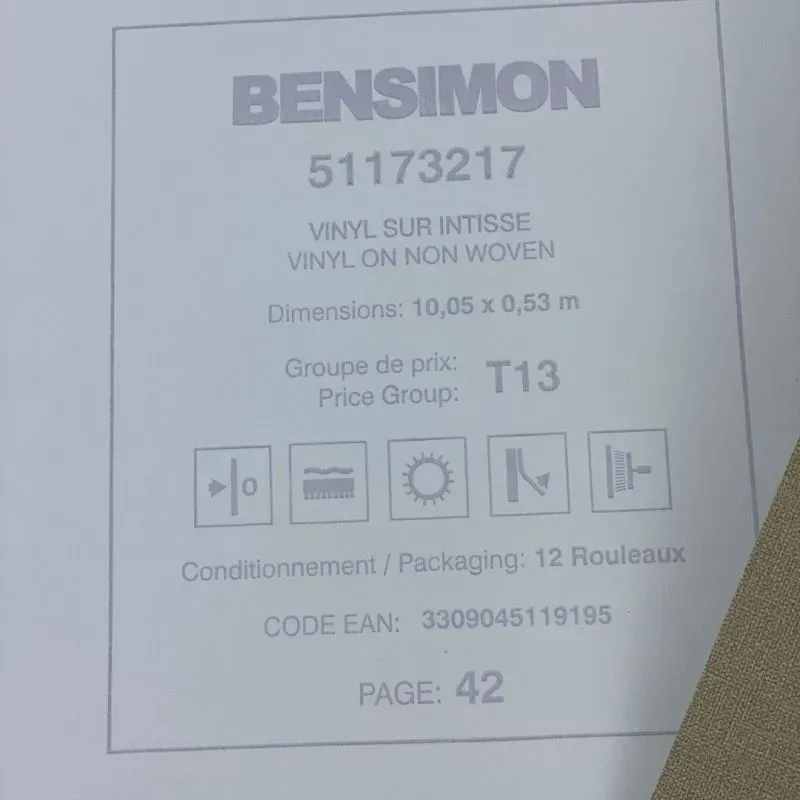 BENSIMON
51173217
VINYL SUR INTISSE
VINYL ON NON WOVEN
Dimensions: 10,05 x 0,53 m
Groupe de prix:
Price Group: T13
Conditionnement / Packaging: 12 Rouleaux
CODE EAN: 3309045119195
PAGE: 42